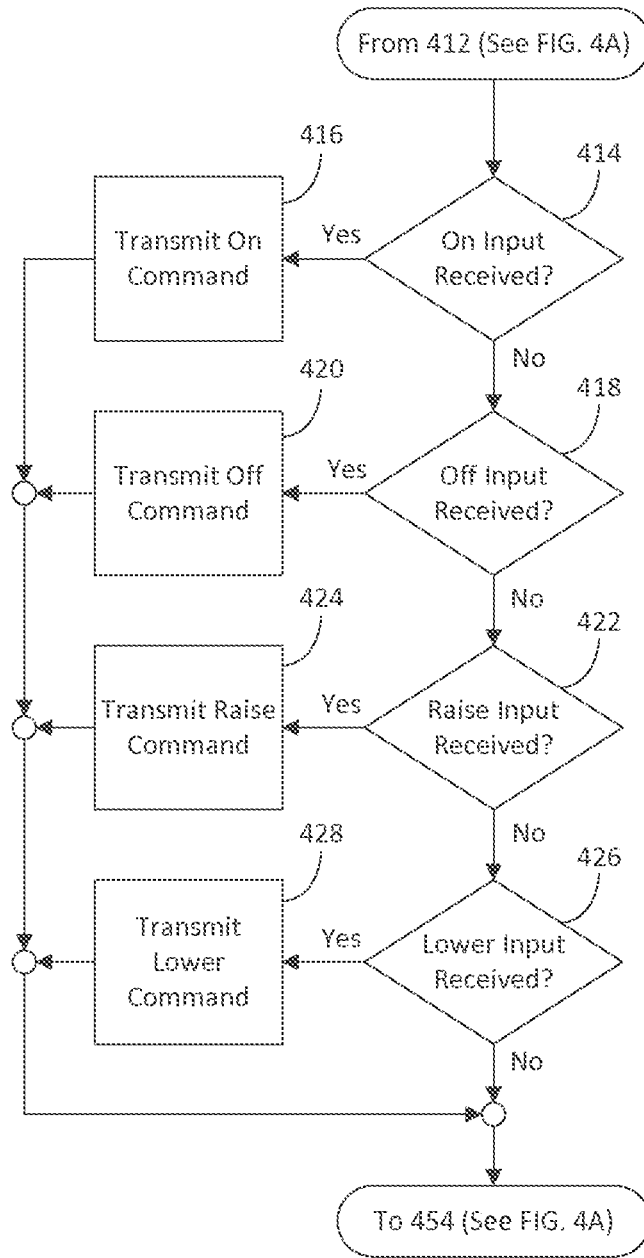 From 412 (See FIG. 4A)
416
414
Transmit On
Command
Yes
On Input
Received?
No
420
418
Transmit Off
Command
Yes
Off Input
Received?
No
424
422
Transmit Raise
Command
Yes
Raise Input
Received?
No
428
426
Transmit
Lower
Command
Yes
Lower Input
Received?
No
To 454 (See FIG. 4A)